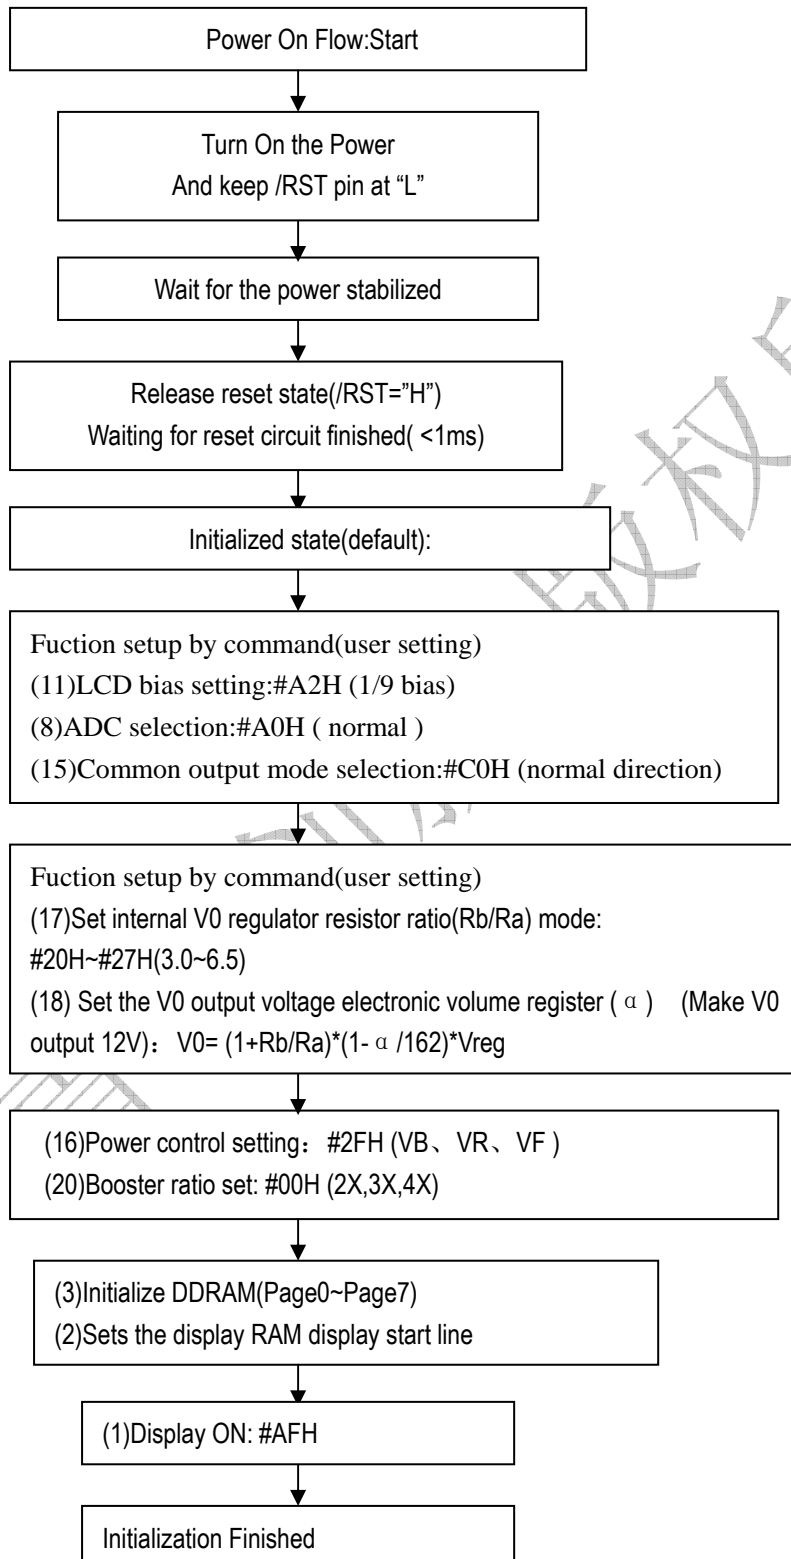 Power On Flow:Start
Turn On the Power
And keep /RST pin at “L”
Wait for the power stabilized
Release reset state(/RST=”H”)
Waiting for reset circuit finished( <1ms)
Initialized state(default):
Fuction setup by command(user setting)
(11)LCD bias setting:#A2H (1/9 bias)
(8)ADC selection:#A0H ( normal )
(15)Common output mode selection:#C0H (normal direction)
Fuction setup by command(user setting)
(17)Set internal V0 regulator resistor ratio(Rb/Ra) mode:
#20H~#27H(3.0~6.5)
(18) Set the V0 output voltage electronic volume register ( α ) (Make V0
output 12V)：V0= (1+Rb/Ra)*(1- α /162)*Vreg
(16)Power control setting：#2FH (VB、VR、VF )
(20)Booster ratio set: #00H (2X,3X,4X)
(3)Initialize DDRAM(Page0~Page7)
(2)Sets the display RAM display start line
(1)Display ON: #AFH
Initialization Finished
版权